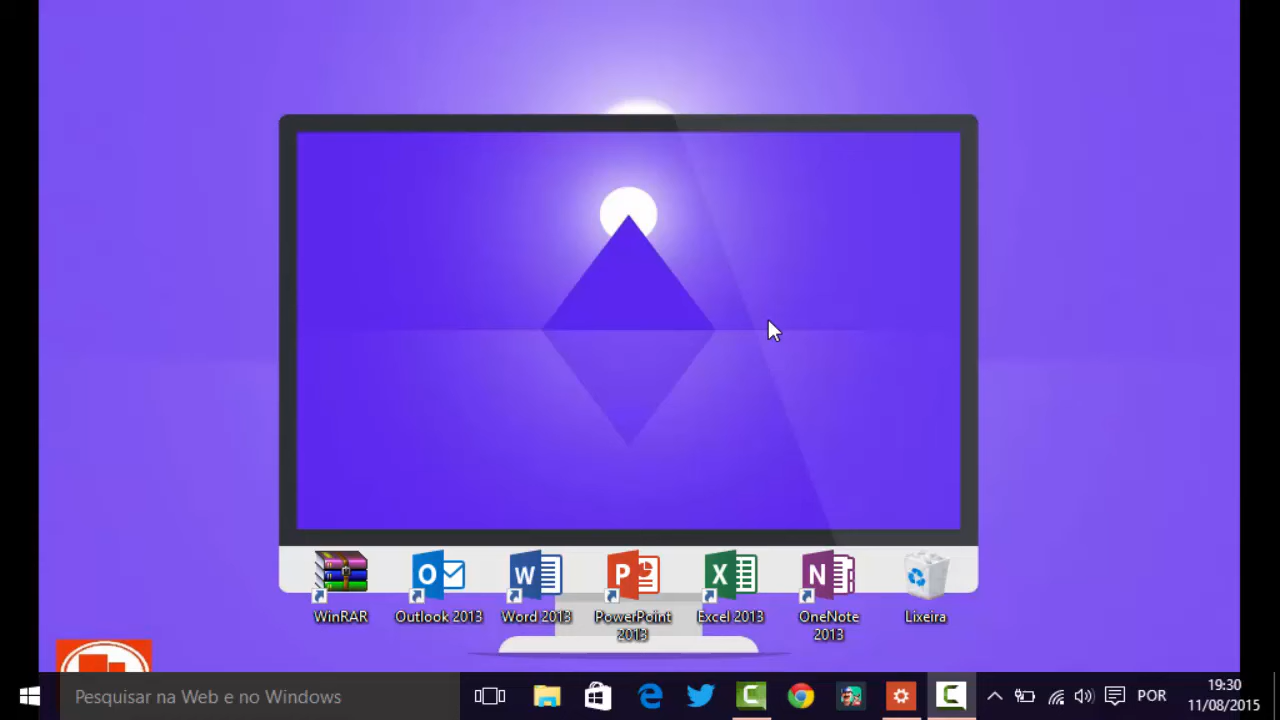 WinRAR
Outlook 2013
Word 2013
PowerPoint 2013
Excel 2013
OneNote 2013
Lixeira
Pesquisar na Web e no Windows
POR
19:30
11/08/2015